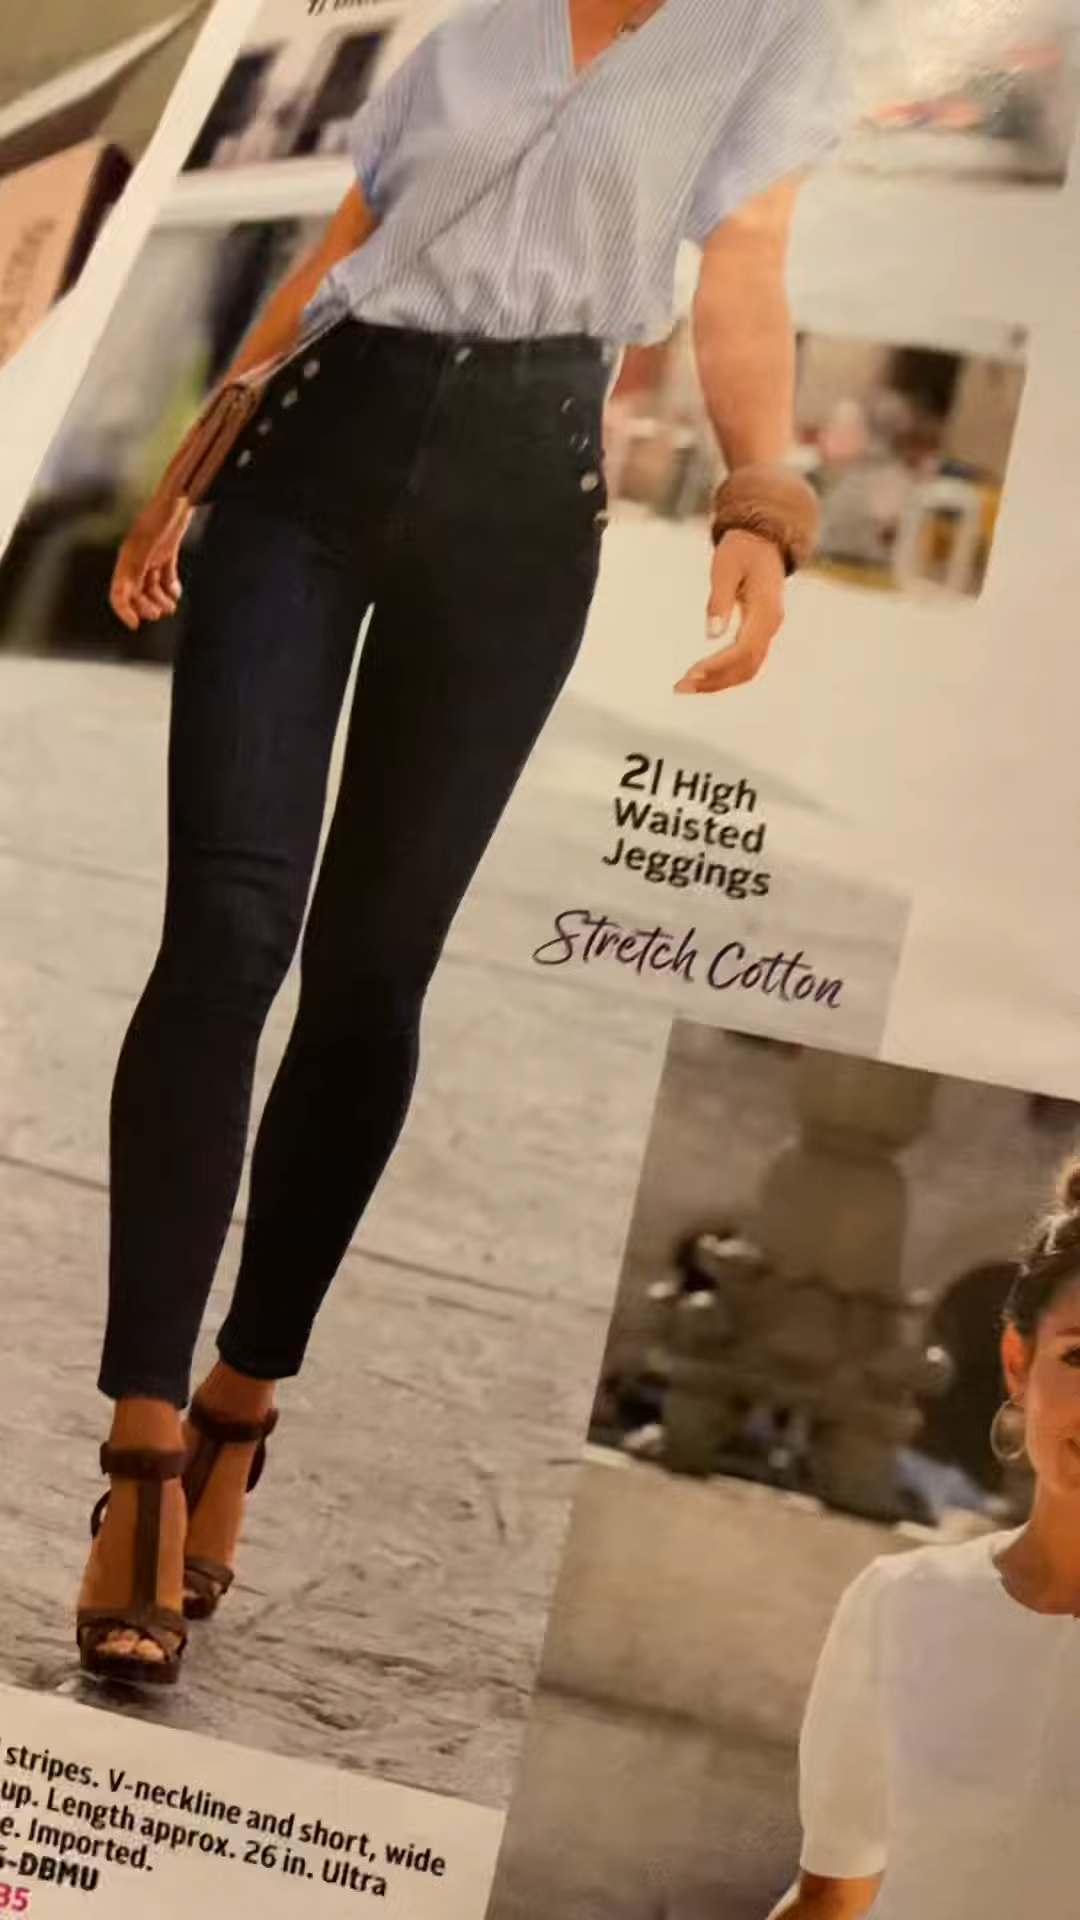 2| High
Waisted
Jeggings
Stretch Cotton
stripes. V-neckline and short, wide
up. Length approx. 26 in. Ultra
e. Imported.
-DBMU
35